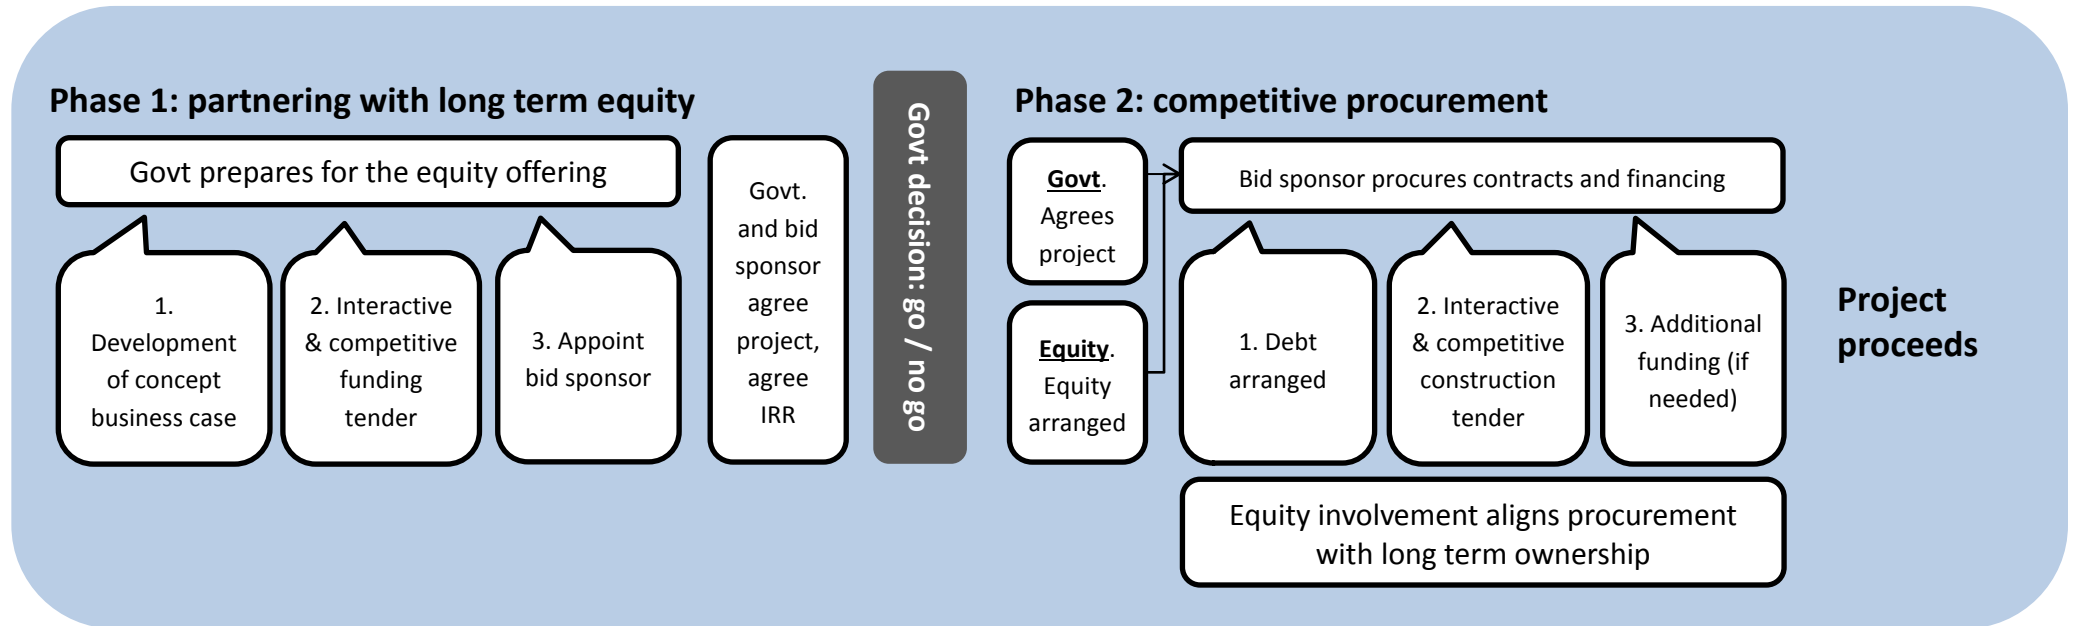 Phase 1: partnering with long term equity
Govt prepares for the equity offering
1.
Development
of concept
business case
2. Interactive
& competitive
funding
tender
3. Appoint
bid sponsor
Govt.
and bid
sponsor
agree
project,
agree
IRR
Govt decision: go / no go
Phase 2: competitive procurement
Govt.
Agrees
project
Equity.
Equity
arranged
Bid sponsor procures contracts and financing
1. Debt
arranged
2. Interactive
& competitive
construction
tender
3. Additional
funding (if
needed)
Equity involvement aligns procurement
with long term ownership
Project
proceeds